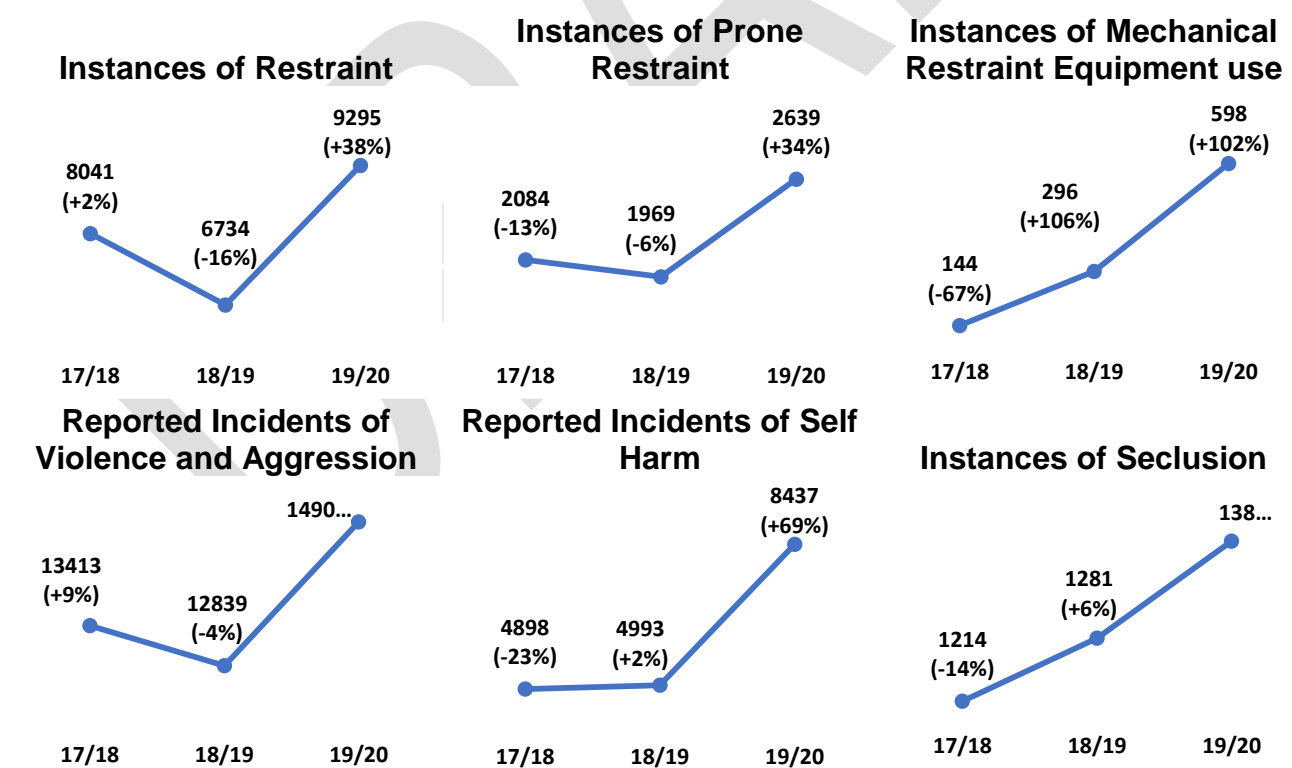 Instances of Restraint
8041
(+2%)
6734
(-16%)
9295
(+38%)
17/18 18/19 19/20
Instances of Prone
Restraint
2084
(-13%)
1969
(-6%)
2639
(+34%)
17/18 18/19 19/20
Instances of Mechanical
Restraint Equipment use
144
(-67%)
296
(+106%)
598
(+102%)
17/18 18/19 19/20
Reported Incidents of
Violence and Aggression
13413
(+9%)
12839
(-4%)
1490…
17/18 18/19 19/20
Reported Incidents of Self
Harm
4898
(-23%)
4993
(+2%)
8437
(+69%)
17/18 18/19 19/20
Instances of Seclusion
1214
(-14%)
1281
(+6%)
138…
17/18 18/19 19/20